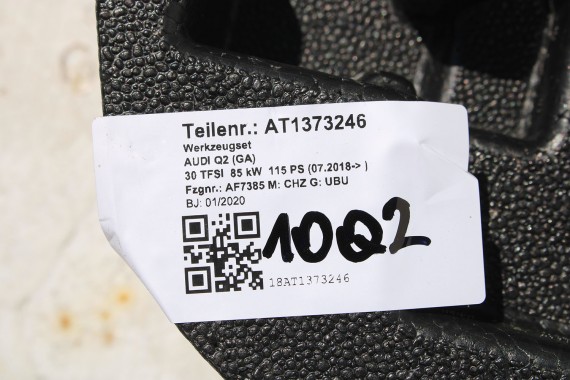 Teilenr.: AT1373246
Werkzeugset
AUDI Q2 (GA)
30 TFSI 85 kW 115 PS (07.2018-> )
Fzgnr.: AF7385 M: CHZ G: UBU
BJ: 01/2020
10Q2
18AT1373246